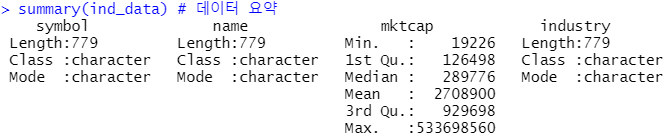 > summary(ind_data) # 데이터 요약
    symbol              name               mktcap            industry
 Length:779         Length:779         Min.   :    19226   Length:779
 Class :character   Class :character   1st Qu.:   126498   Class :character
 Mode  :character   Mode  :character   Median :   289776   Mode  :character
                                       Mean   :  2708900
                                       3rd Qu.:   929698
                                       Max.   :533698560